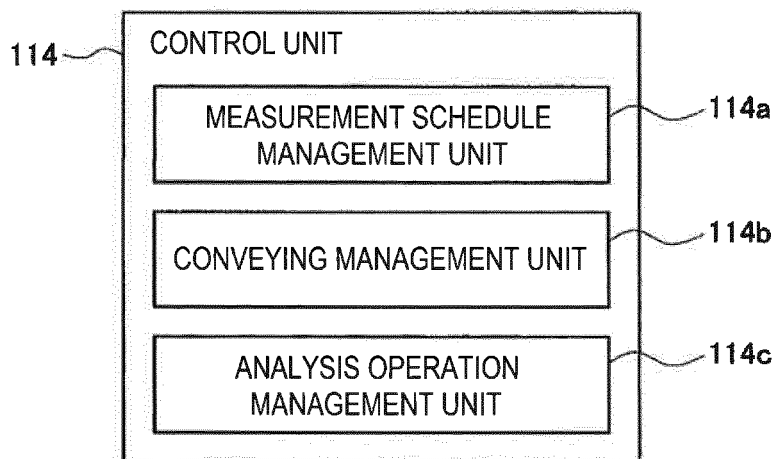 114
CONTROL UNIT
MEASUREMENT SCHEDULE
MANAGEMENT UNIT
114a
CONVEYING MANAGEMENT UNIT
114b
ANALYSIS OPERATION
MANAGEMENT UNIT
114c